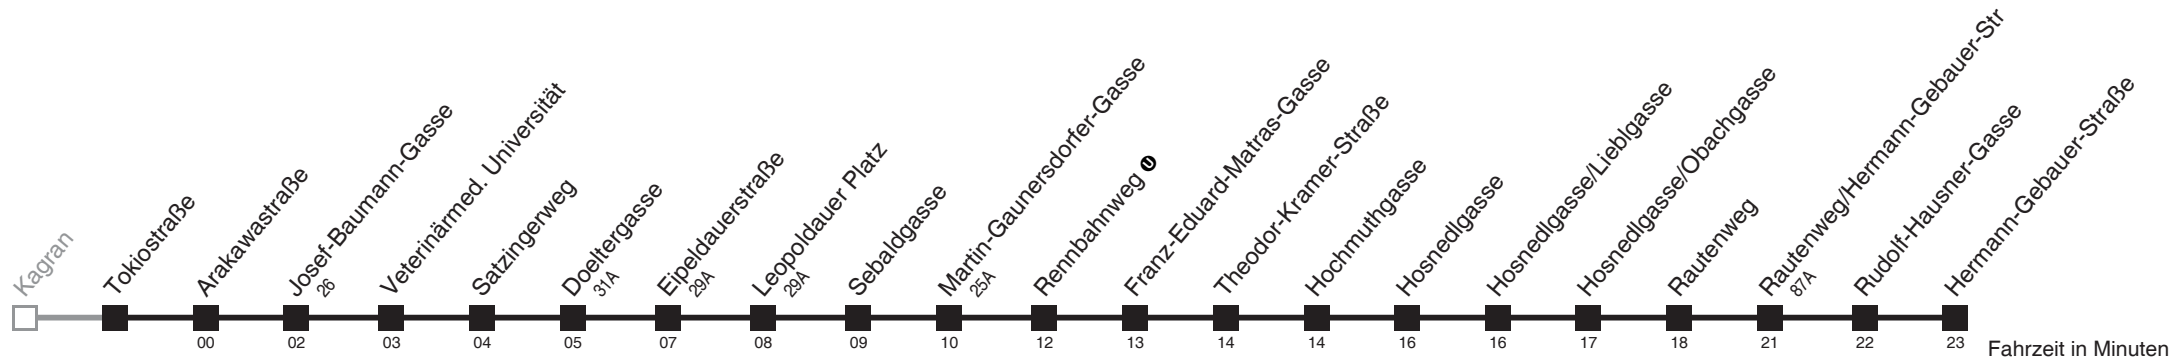 Kagran
Tokiostraße
Arakawastraße
Josef-Baumann-Gasse
26
Veterinärmed. Universität
Satzingerweg
Doeltergasse
31A
Eipeldauerstraße
29A
Leopoldauer Platz
29A
Sebaldgasse
Martin-Gaunersdorfer-Gasse
25A
Rennbahnweg U
Franz-Eduard-Matras-Gasse
Theodor-Kramer-Straße
Hochmuthgasse
Hosnedlgasse
Hosnedlgasse/Lieblgasse
Hosnedlgasse/Obachgasse
Rautenweg
Rautenweg/Hermann-Gebauer-Str
87A
Rudolf-Hausner-Gasse
Hermann-Gebauer-Straße
00 02 03 04 05 07 08 09 10 12 13 14 14 16 16 17 18 21 22 23 Fahrzeit in Minuten